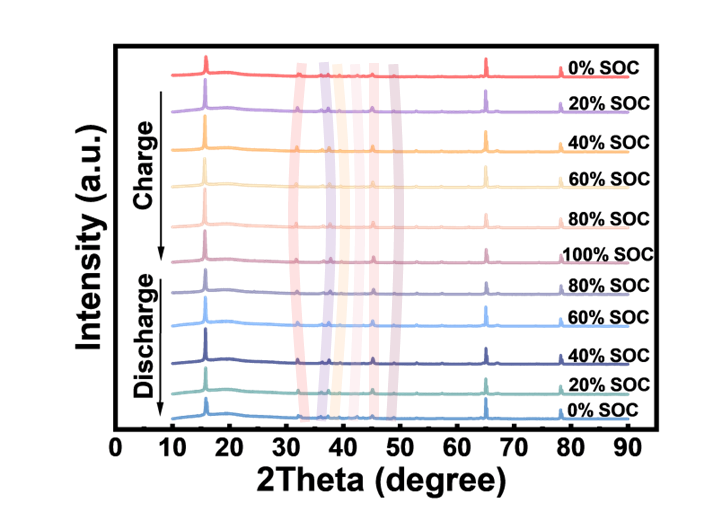 Intensity (a.u.)
Charge
Discharge
0% SOC
20% SOC
40% SOC
60% SOC
80% SOC
100% SOC
80% SOC
60% SOC
40% SOC
20% SOC
0% SOC
0 10 20 30 40 50 60 70 80 90
2Theta (degree)